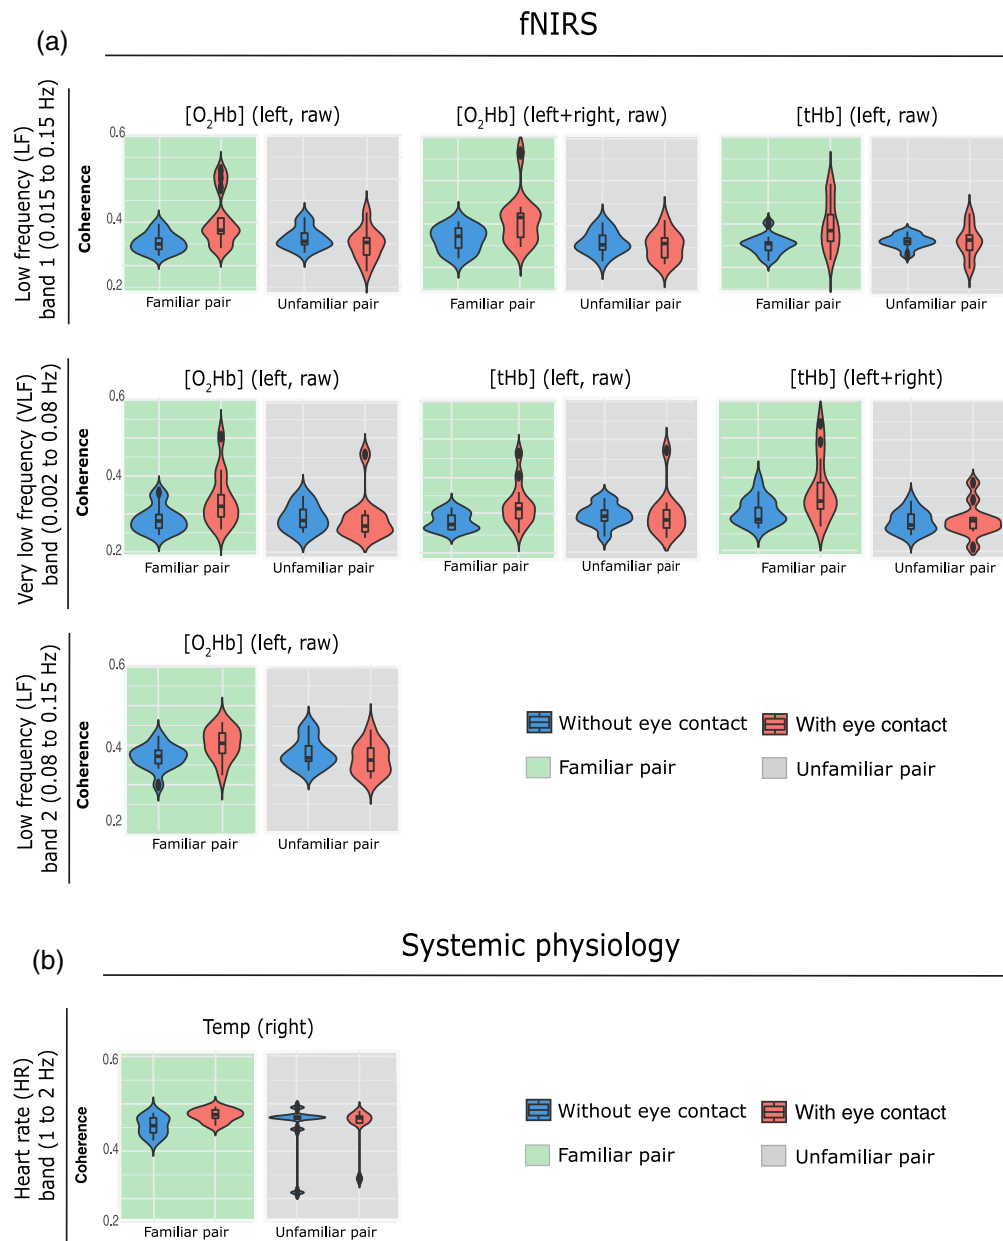 (a)
fNIRS
Low frequency (LF)
band 1 (0.015 to 0.15 Hz)
[O₂Hb] (left, raw)
[O₂Hb] (left+right, raw)
[tHb] (left, raw)
Coherence
0.6
0.4
0.2
Familiar pair
Unfamiliar pair
Familiar pair
Unfamiliar pair
Familiar pair
Unfamiliar pair
Very low frequency (VLF)
band (0.002 to 0.08 Hz)
[O₂Hb] (left, raw)
[tHb] (left, raw)
[tHb] (left+right)
Coherence
0.6
0.4
0.2
Familiar pair
Unfamiliar pair
Familiar pair
Unfamiliar pair
Familiar pair
Unfamiliar pair
Low frequency (LF)
band 2 (0.08 to 0.15 Hz)
[O₂Hb] (left, raw)
Coherence
0.6
0.4
0.2
Familiar pair
Unfamiliar pair
Without eye contact
With eye contact
Familiar pair
Unfamiliar pair
(b)
Systemic physiology
Heart rate (HR)
band (1 to 2 Hz)
Temp (right)
Coherence
0.6
0.4
0.2
Familiar pair
Unfamiliar pair
Without eye contact
With eye contact
Familiar pair
Unfamiliar pair